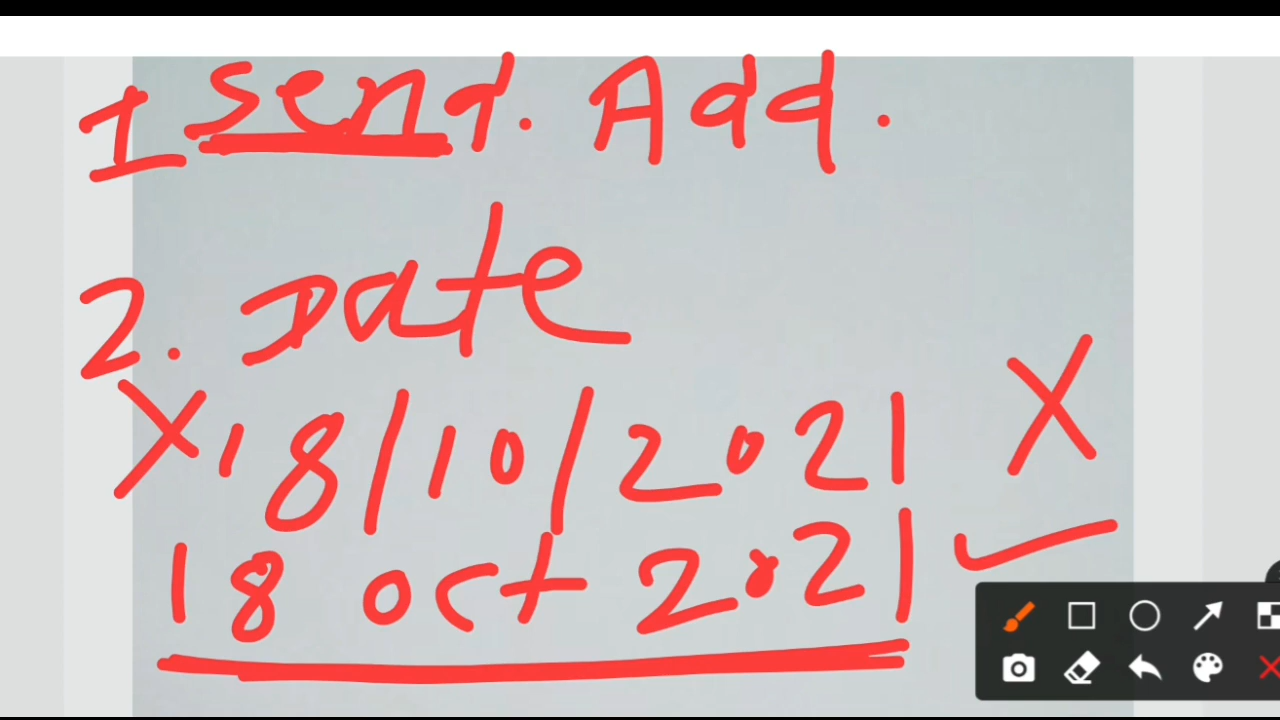 1 send. Add.
2. Date
X 18/10/2021 X
18 oct 2021 ✓